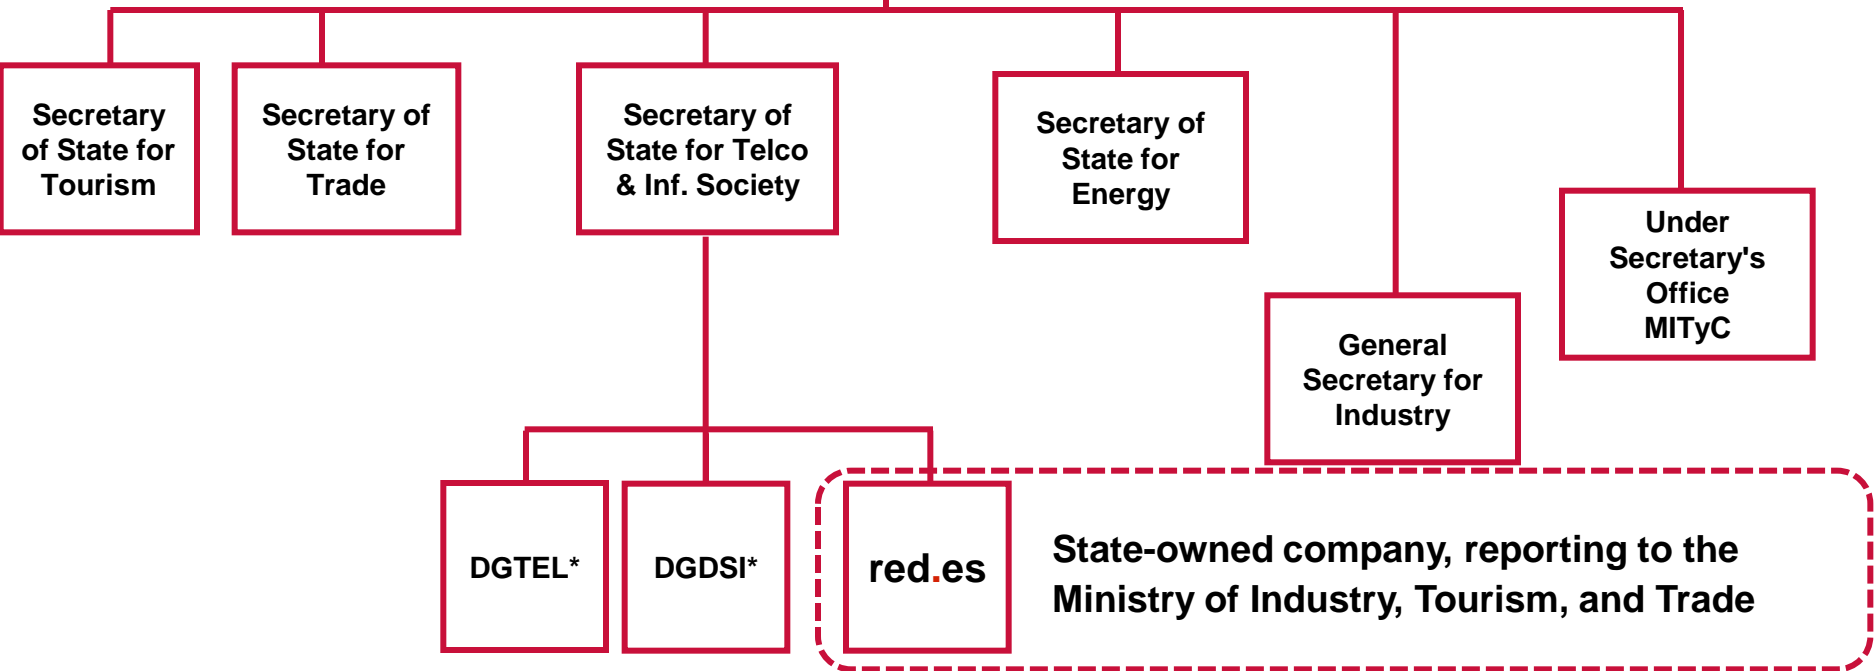 Secretary
of State for
Tourism
Secretary of
State for
Trade
Secretary of
State for Telco
& Inf. Society
Secretary of
State for
Energy
Under
Secretary's
Office
MITyC
General
Secretary for
Industry
DGTEL*
DGDSI*
red.es
State-owned company, reporting to the
Ministry of Industry, Tourism, and Trade